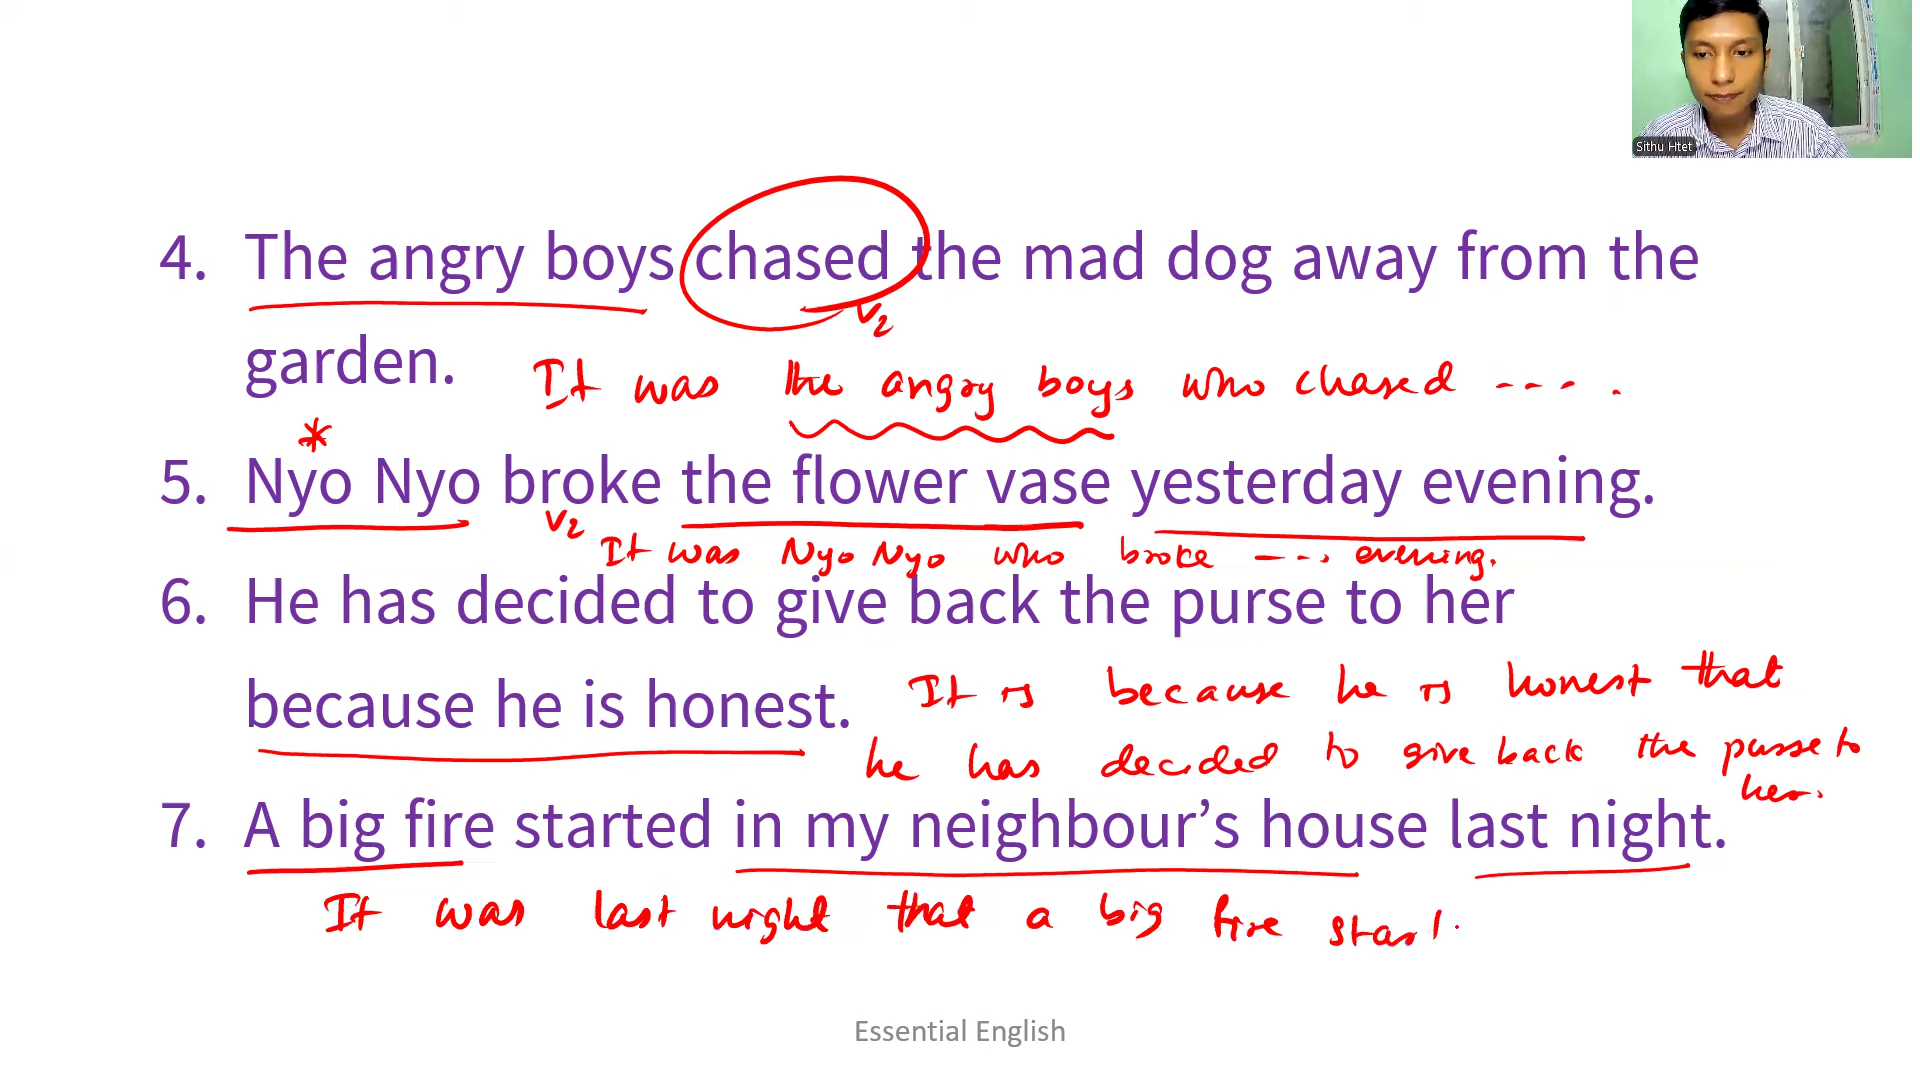 Sithu Htet
4. The angry boys chased the mad dog away from the
V2
garden.
It was the angry boys who chased ---- .
*
5. Nyo Nyo broke the flower vase yesterday evening.
V2
It was Nyo Nyo who broke ---- evening.
6. He has decided to give back the purse to her
because he is honest.
It is because he is honest that
he has decided to give back the purse to
her.
7. A big fire started in my neighbour's house last night.
It was last night that a big fire start
Essential English